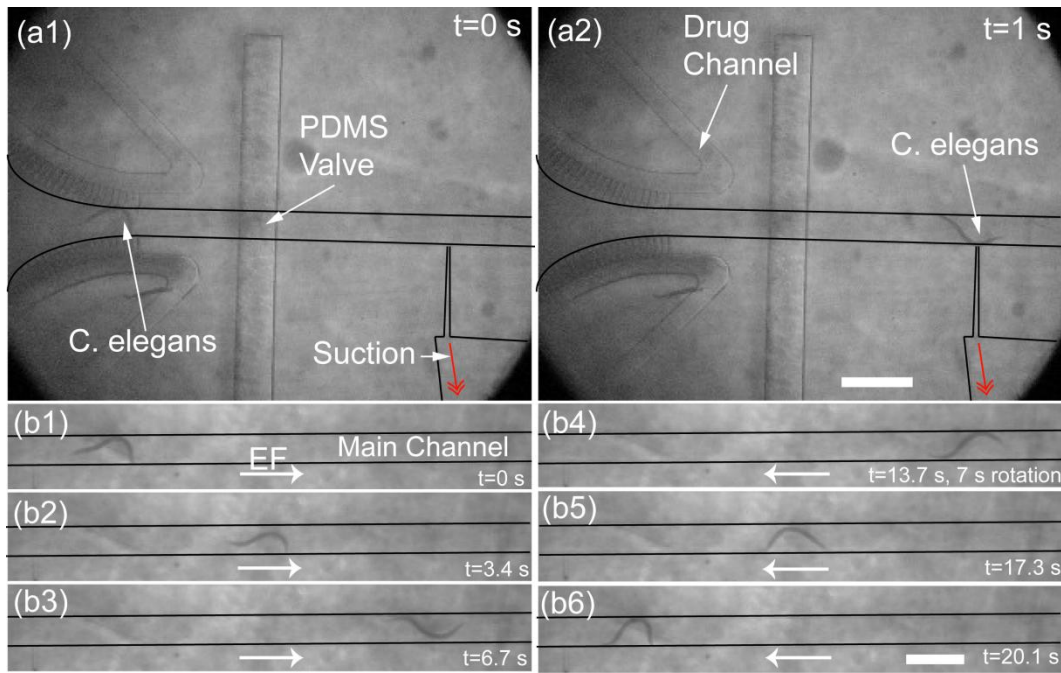 (a1)
t=0 s
PDMS
Valve
C. elegans
Suction
(a2)
Drug
Channel
t=1 s
C. elegans
(b1)
EF
Main Channel
t=0 s
(b2)
t=3.4 s
(b3)
t=6.7 s
(b4)
t=13.7 s, 7 s rotation
(b5)
t=17.3 s
(b6)
t=20.1 s